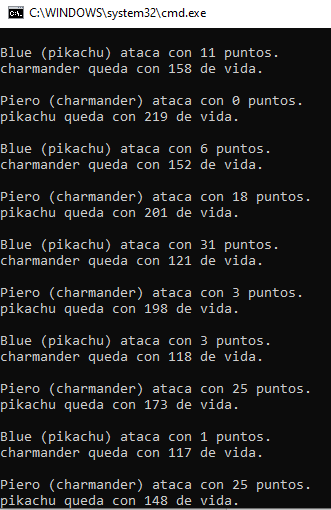 C:\WINDOWS\system32\cmd.exe
Blue (pikachu) ataca con 11 puntos.
charmander queda con 158 de vida.
Piero (charmander) ataca con 0 puntos.
pikachu queda con 219 de vida.
Blue (pikachu) ataca con 6 puntos.
charmander queda con 152 de vida.
Piero (charmander) ataca con 18 puntos.
pikachu queda con 201 de vida.
Blue (pikachu) ataca con 31 puntos.
charmander queda con 121 de vida.
Piero (charmander) ataca con 3 puntos.
pikachu queda con 198 de vida.
Blue (pikachu) ataca con 3 puntos.
charmander queda con 118 de vida.
Piero (charmander) ataca con 25 puntos.
pikachu queda con 173 de vida.
Blue (pikachu) ataca con 1 puntos.
charmander queda con 117 de vida.
Piero (charmander) ataca con 25 puntos.
pikachu queda con 148 de vida.